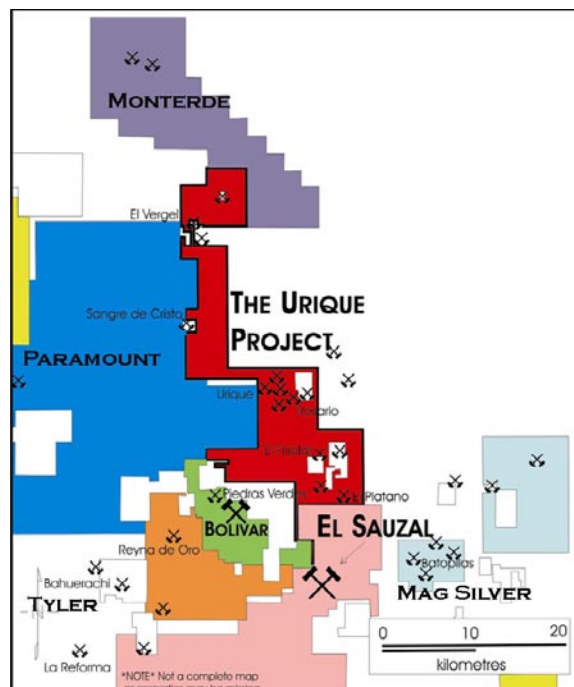 MONTERDE
El Vergel
THE URIQUE
PROJECT
Sangre de Cristo
PARAMOUNT
Urique
Rosario
Piedras Verdes
El Platano
BOLIVAR
EL SAUZAL
Reyna de Oro
Batopilas
Bahuerachi
TYLER
MAG SILVER
La Reforma
0 10 20
kilometres
*NOTE* Not a complete map